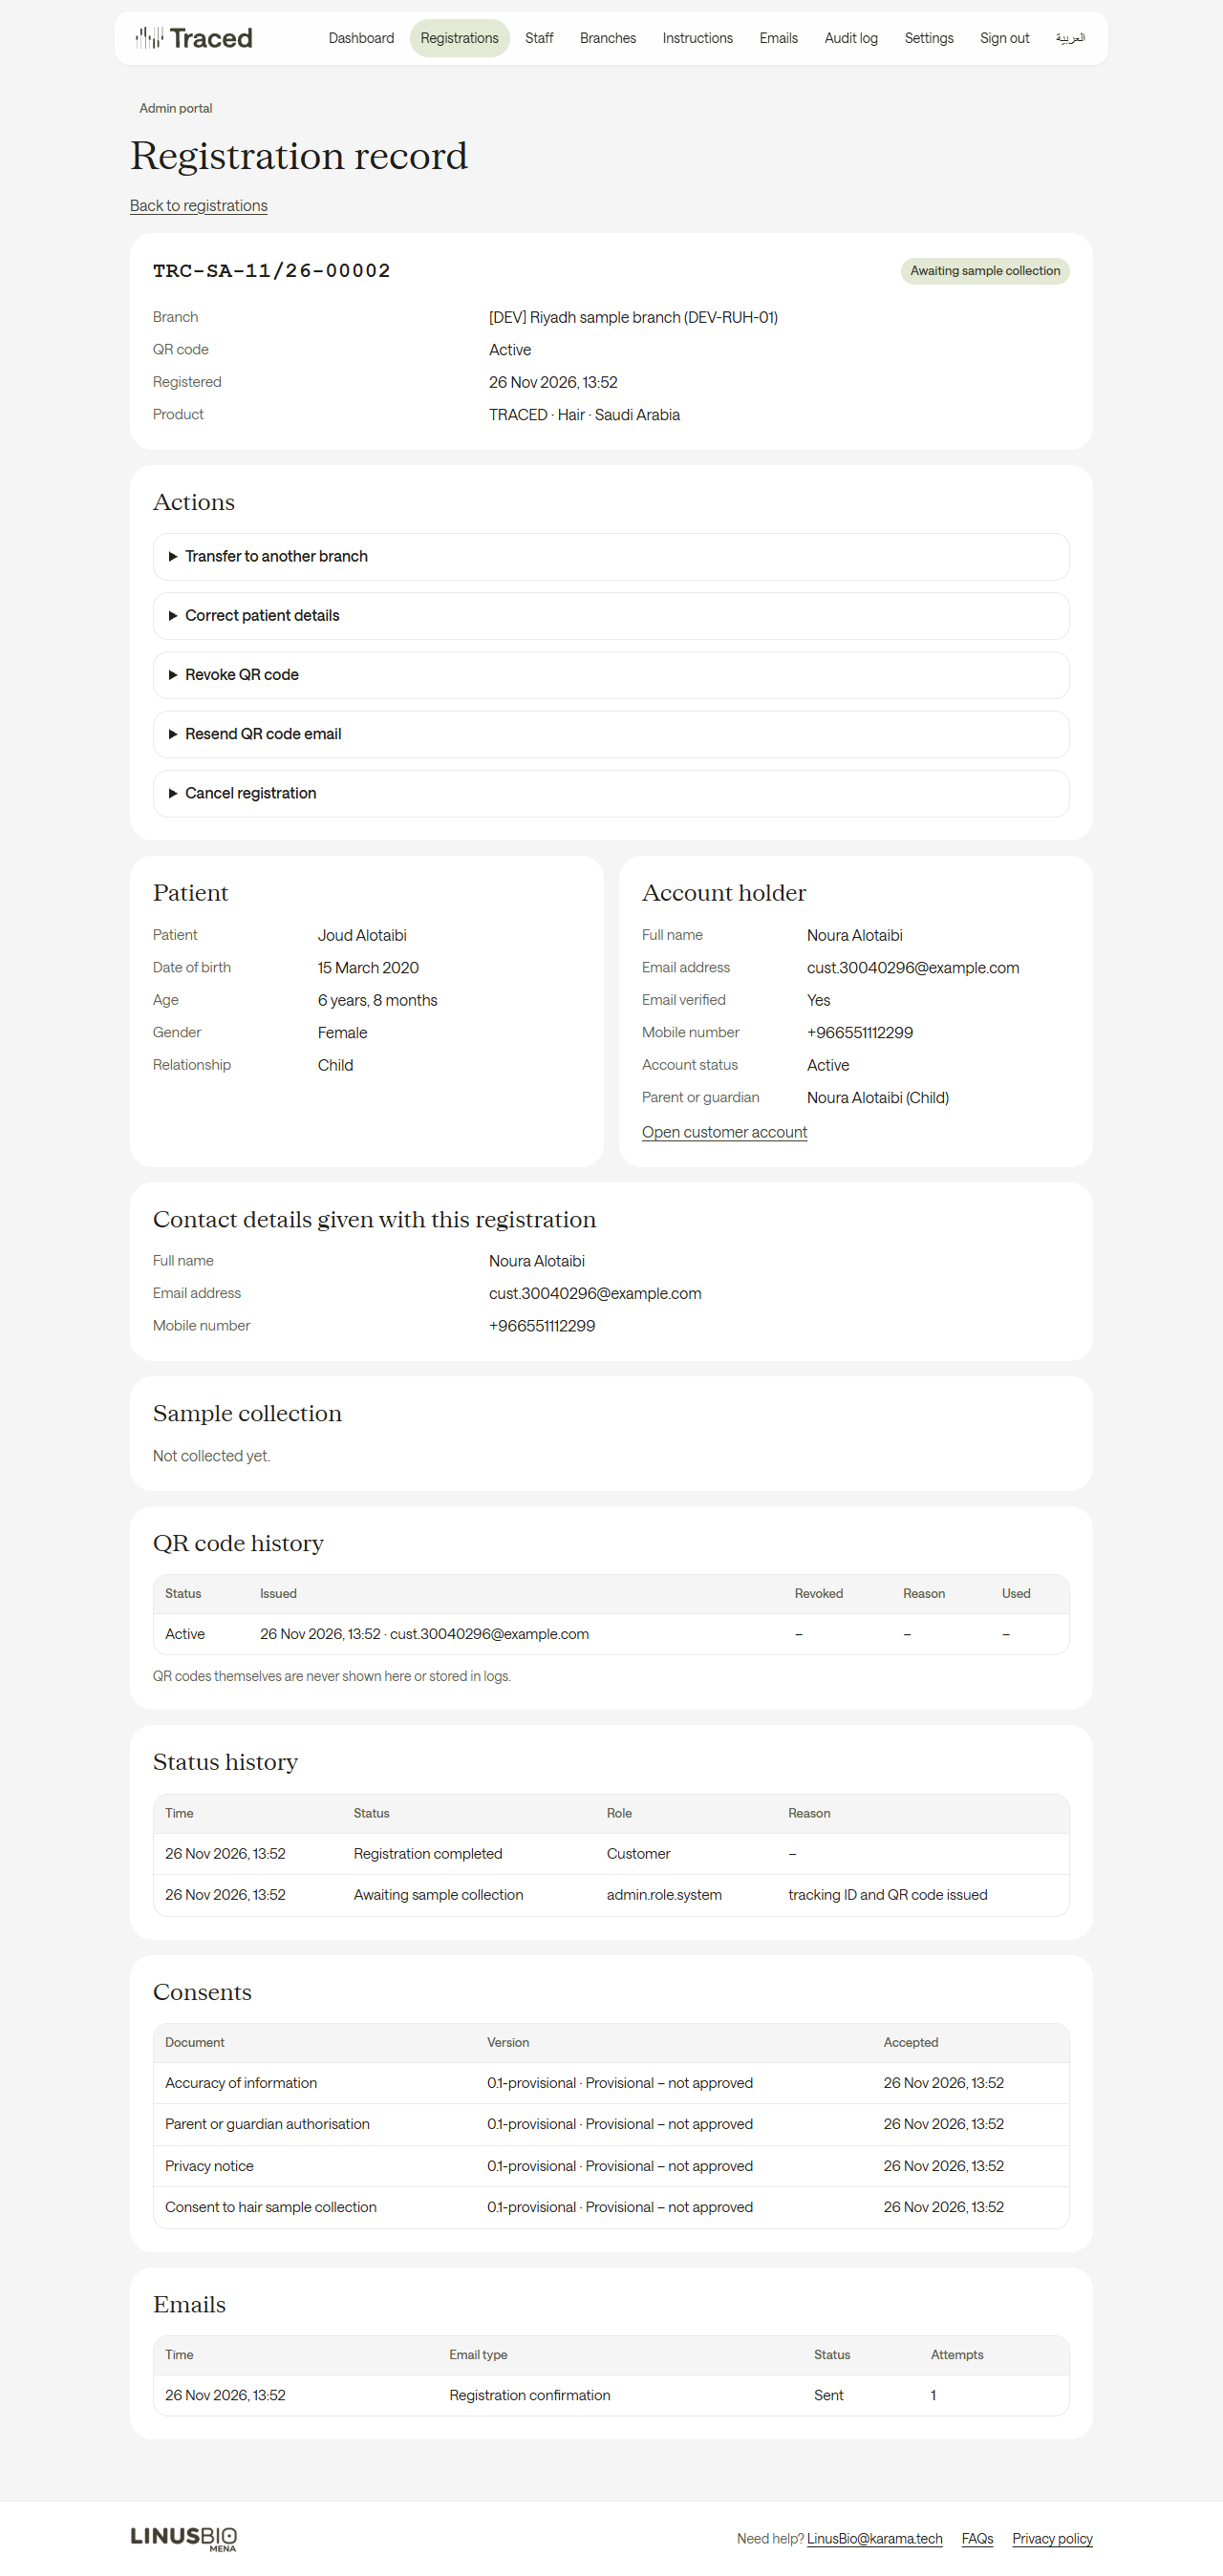 Traced Dashboard Registrations Staff Branches Instructions Emails Audit log Settings Sign out العربية
Admin portal
Registration record
Back to registrations
TRC-SA-11/26-00002 Awaiting sample collection
Branch [DEV] Riyadh sample branch (DEV-RUH-01)
QR code Active
Registered 26 Nov 2026, 13:52
Product TRACED · Hair · Saudi Arabia
Actions
▶ Transfer to another branch
▶ Correct patient details
▶ Revoke QR code
▶ Resend QR code email
▶ Cancel registration
Patient
Patient Joud Alotaibi
Date of birth 15 March 2020
Age 6 years, 8 months
Gender Female
Relationship Child
Account holder
Full name Noura Alotaibi
Email address cust.30040296@example.com
Email verified Yes
Mobile number +966551112299
Account status Active
Parent or guardian Noura Alotaibi (Child)
Open customer account
Contact details given with this registration
Full name Noura Alotaibi
Email address cust.30040296@example.com
Mobile number +966551112299
Sample collection
Not collected yet.
QR code history
Status Issued Revoked Reason Used
Active 26 Nov 2026, 13:52 · cust.30040296@example.com – – –
QR codes themselves are never shown here or stored in logs.
Status history
Time Status Role Reason
26 Nov 2026, 13:52 Registration completed Customer –
26 Nov 2026, 13:52 Awaiting sample collection admin.role.system tracking ID and QR code issued
Consents
Document Version Accepted
Accuracy of information 0.1-provisional · Provisional – not approved 26 Nov 2026, 13:52
Parent or guardian authorisation 0.1-provisional · Provisional – not approved 26 Nov 2026, 13:52
Privacy notice 0.1-provisional · Provisional – not approved 26 Nov 2026, 13:52
Consent to hair sample collection 0.1-provisional · Provisional – not approved 26 Nov 2026, 13:52
Emails
Time Email type Status Attempts
26 Nov 2026, 13:52 Registration confirmation Sent 1
LINUSBIO MENA
Need help? LinusBio@karama.tech FAQs Privacy policy